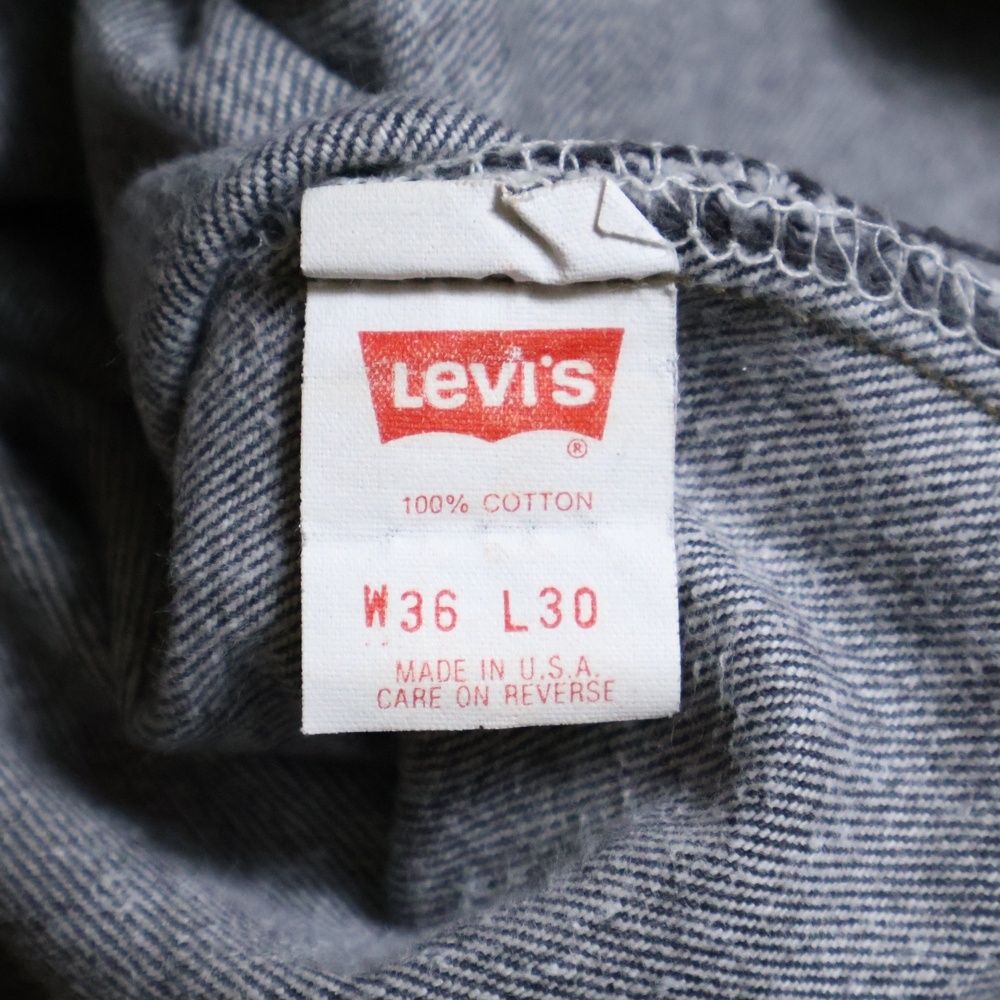 Levi's
®
100% COTTON
W36 L30
MADE IN U.S.A.
CARE ON REVERSE